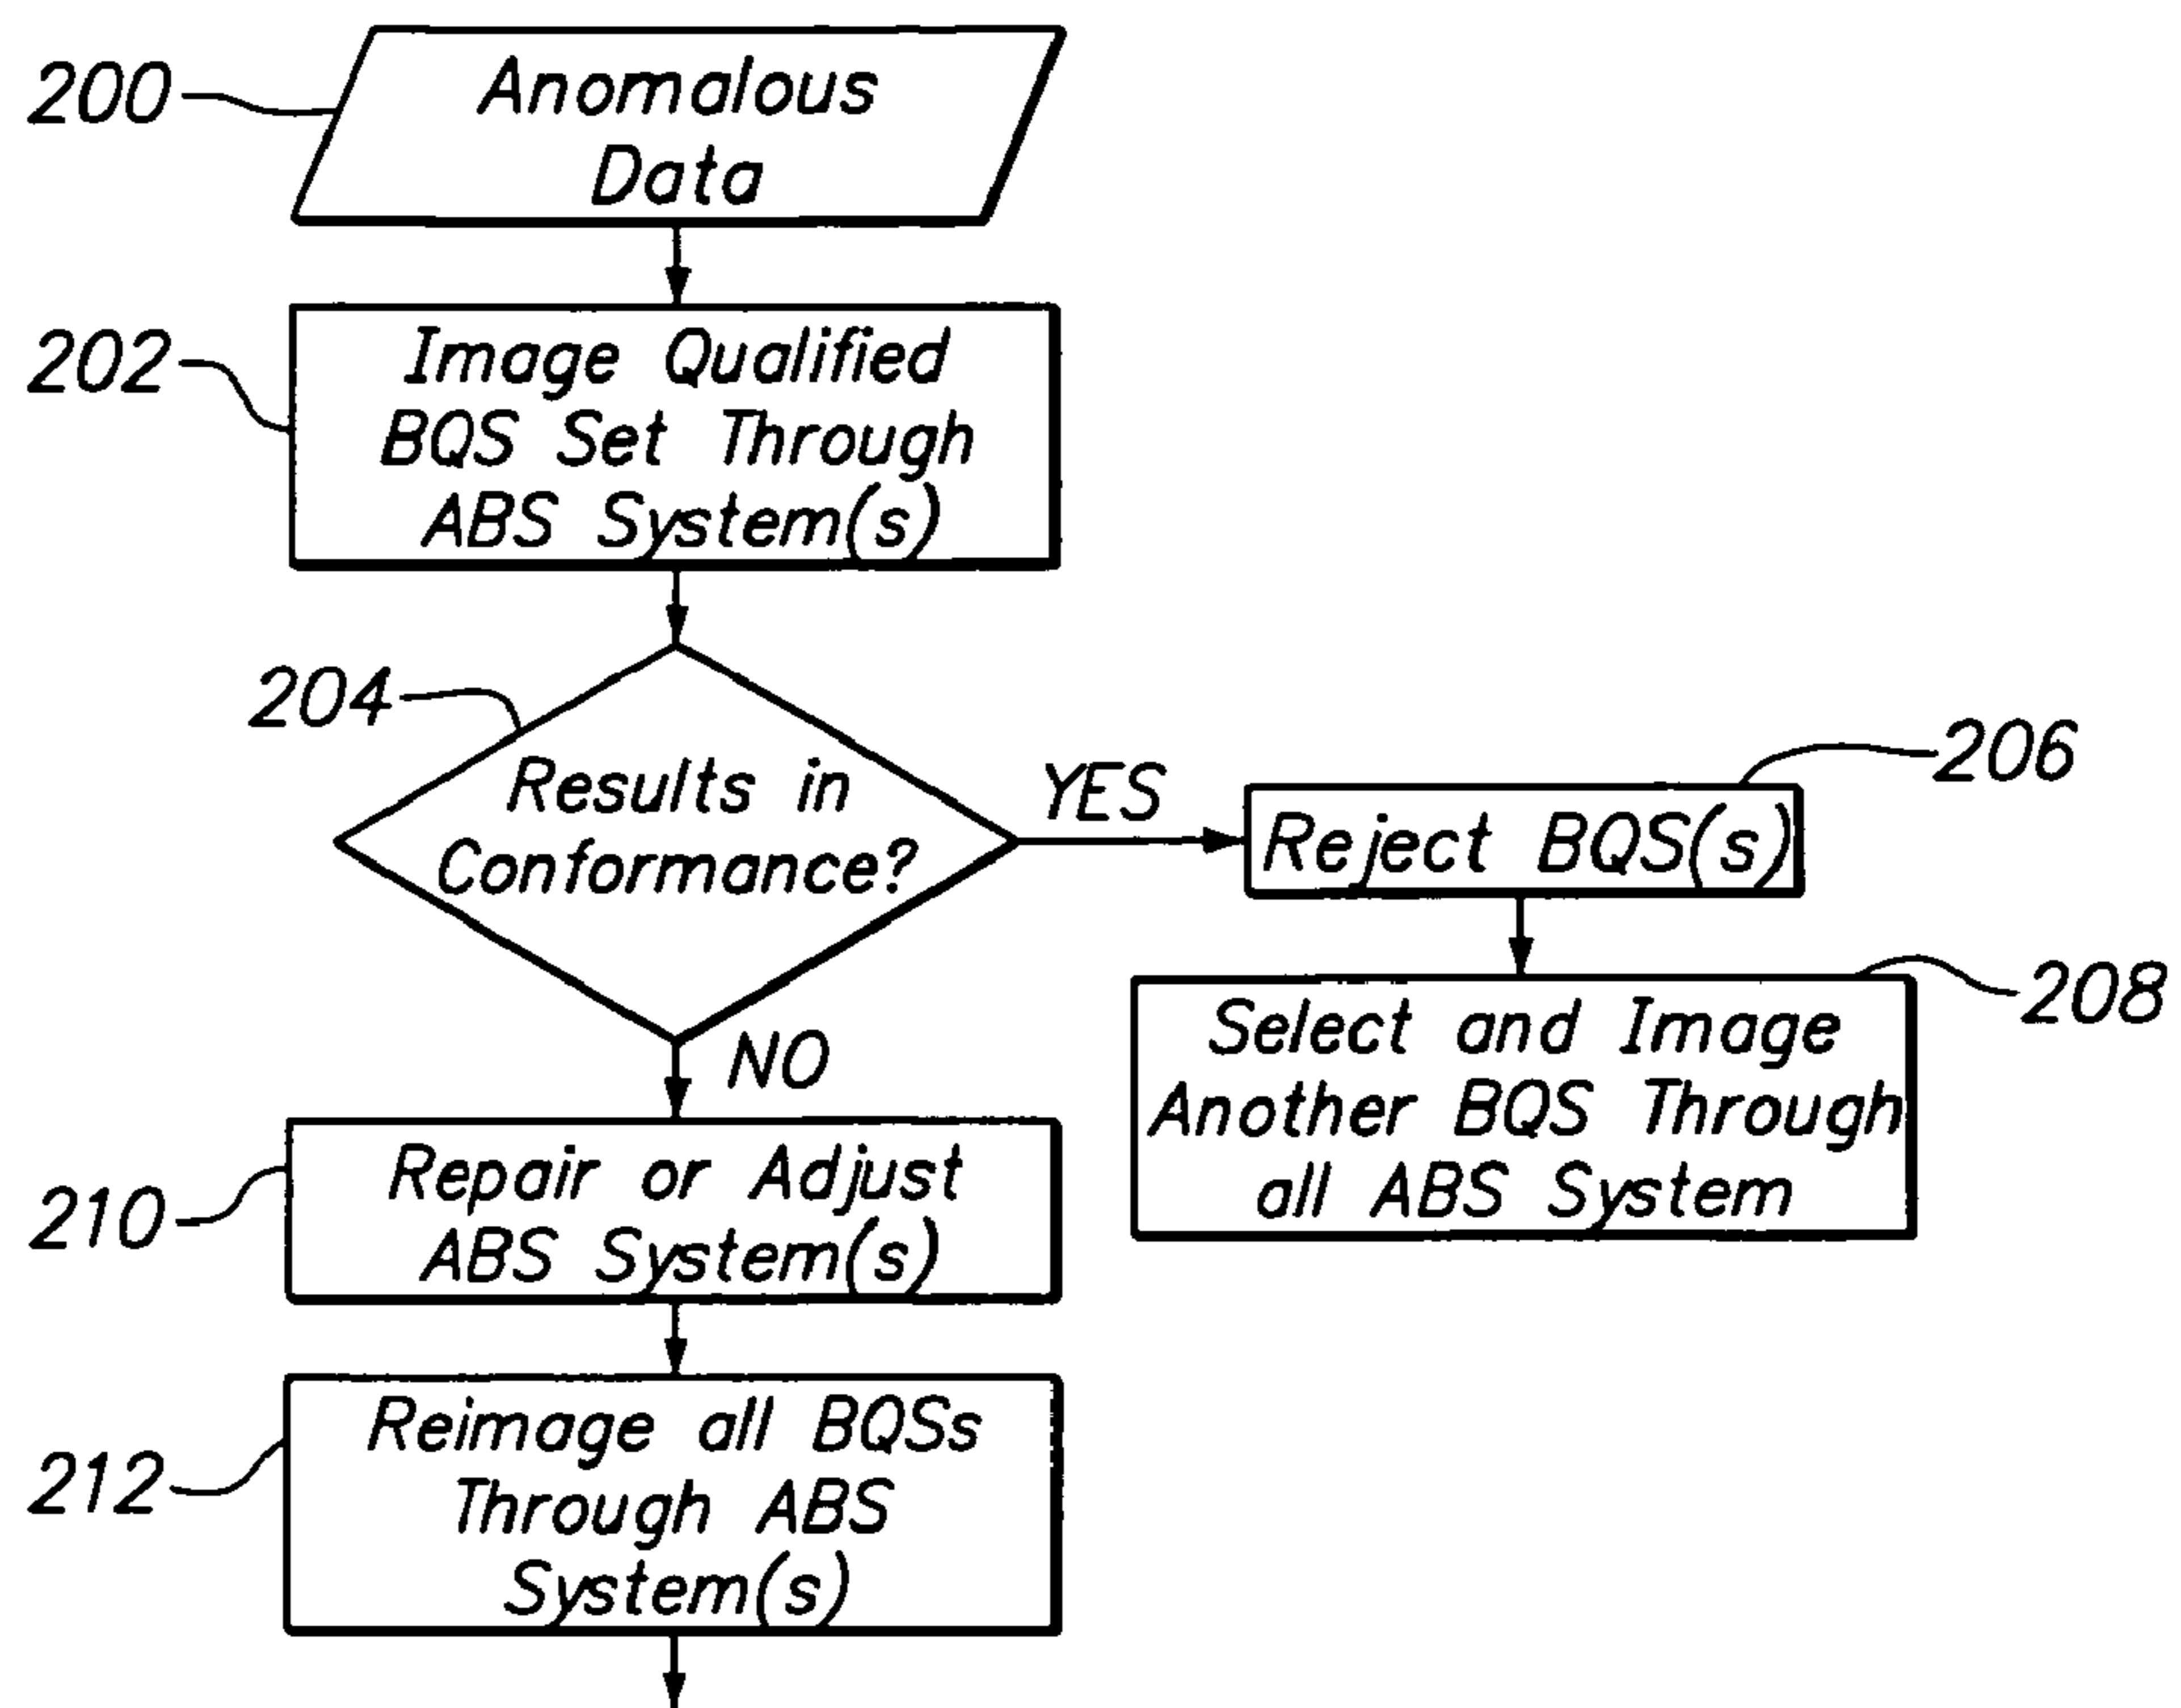 200
Anomalous
Data
202
Image Qualified
BQS Set Through
ABS System(s)
204
Results in
Conformance?
YES
206
Reject BQS(s)
NO
208
Select and Image
Another BQS Through
all ABS System
210
Repair or Adjust
ABS System(s)
212
Reimage all BQSs
Through ABS
System(s)